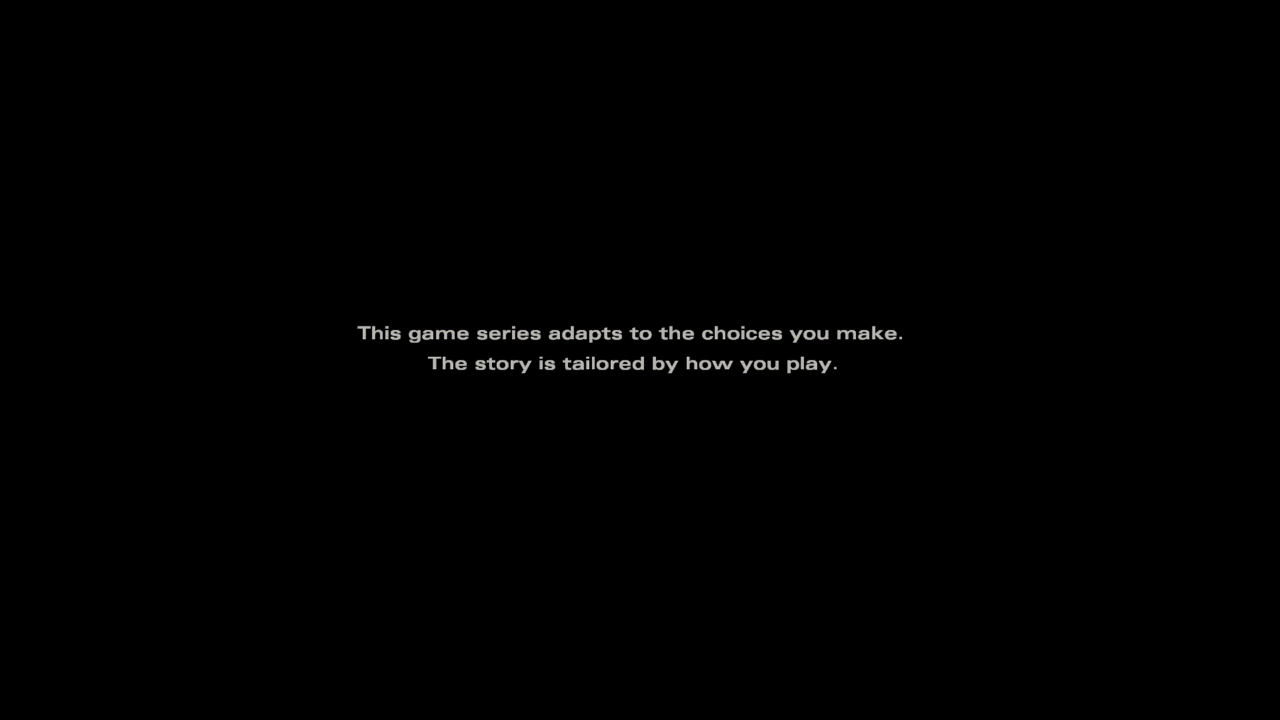 This game series adapts to the choices you make.
The story is tailored by how you play.